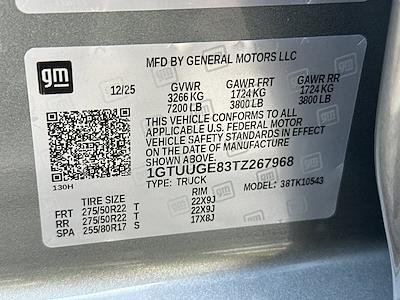 gm
MFD BY GENERAL MOTORS LLC
12/25 GVWR GAWR FRT GAWR RR
3266 KG 1724 KG 1724 KG
7200 LB 3800 LB 3800 LB
THIS VEHICLE CONFORMS TO ALL
APPLICABLE U.S. FEDERAL MOTOR
VEHICLE SAFETY STANDARDS IN EFFECT
ON THE DATE OF MANUFACTURE
SHOWN ABOVE.
1GTUUGE83TZ267968
130H TYPE: TRUCK MODEL: 38TK10543
TIRE SIZE RIM
FRT 275/50R22 T 22X9J
RR 275/50R22 T 22X9J
SPA 255/80R17 S 17X8J